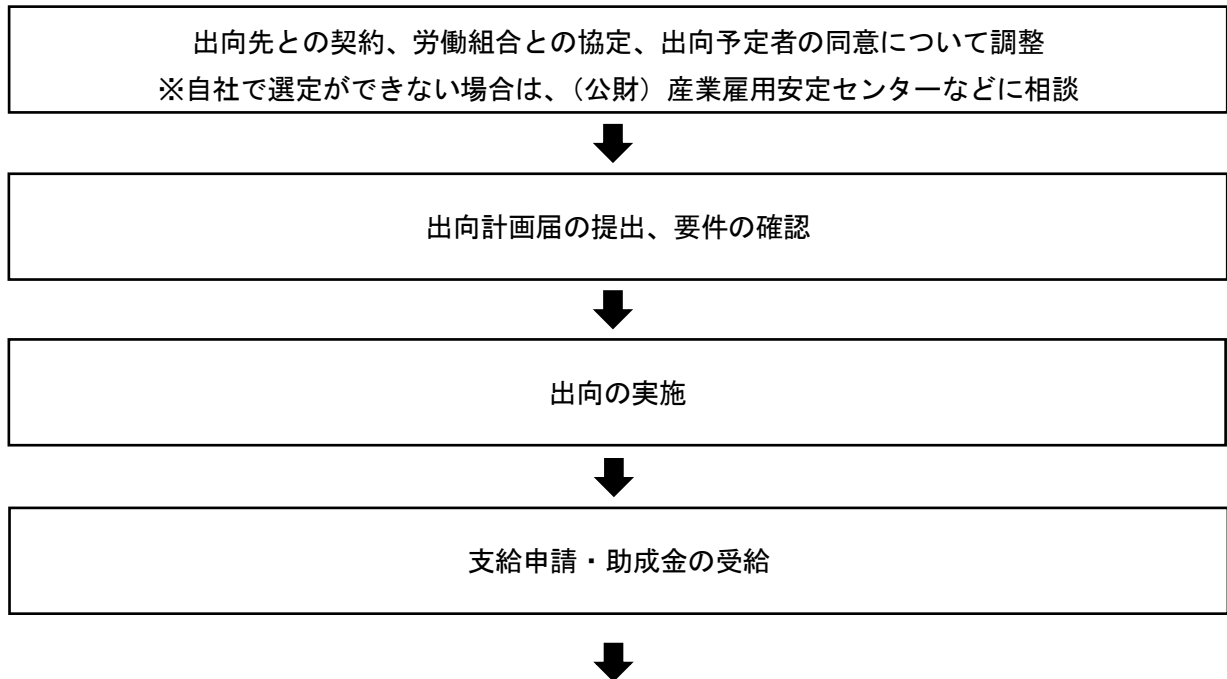 出向先との契約、労働組合との協定、出向予定者の同意について調整
※自社で選定ができない場合は、（公財）産業雇用安定センターなどに相談
出向計画届の提出、要件の確認
出向の実施
支給申請・助成金の受給